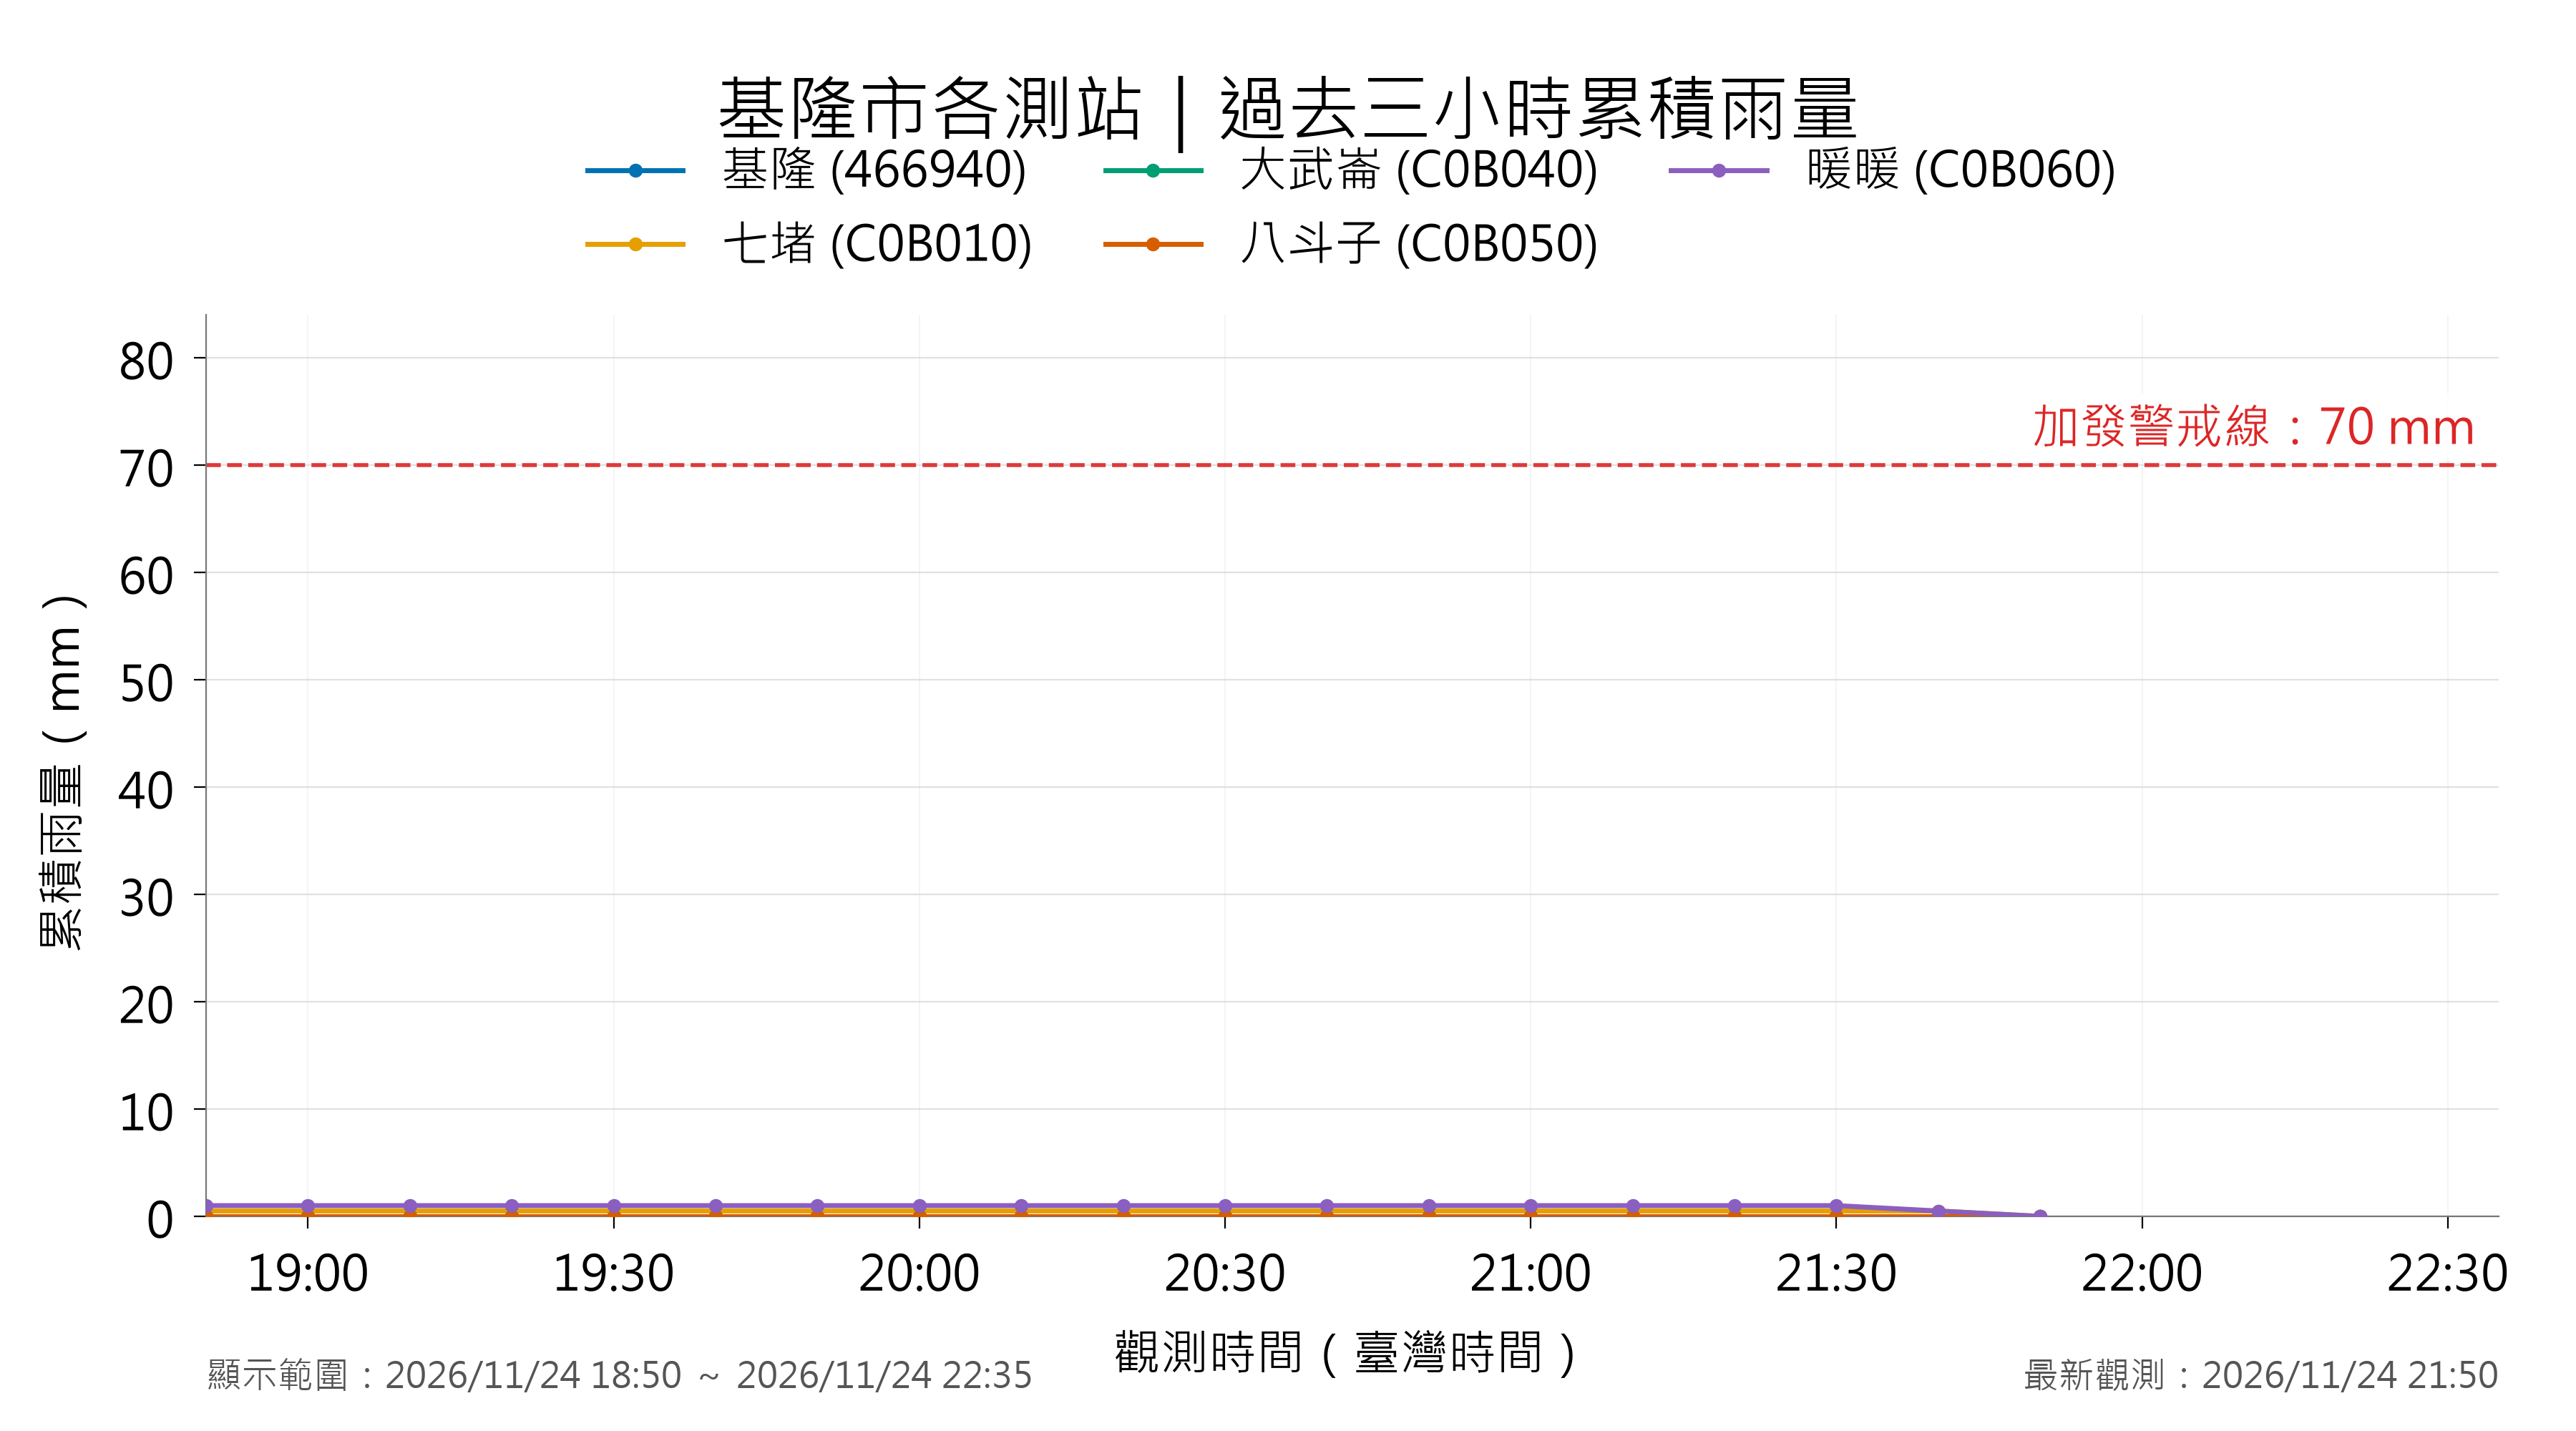 基隆市各測站｜過去三小時累積雨量
基隆 (466940)
大武崙 (C0B040)
暖暖 (C0B060)
七堵 (C0B010)
八斗子 (C0B050)
80
加發警戒線：70 mm
70
60
50
40
30
20
10
0
累積雨量（mm）
19:00 19:30 20:00 20:30 21:00 21:30 22:00 22:30
觀測時間（臺灣時間）
顯示範圍：2026/11/24 18:50 ~ 2026/11/24 22:35
最新觀測：2026/11/24 21:50